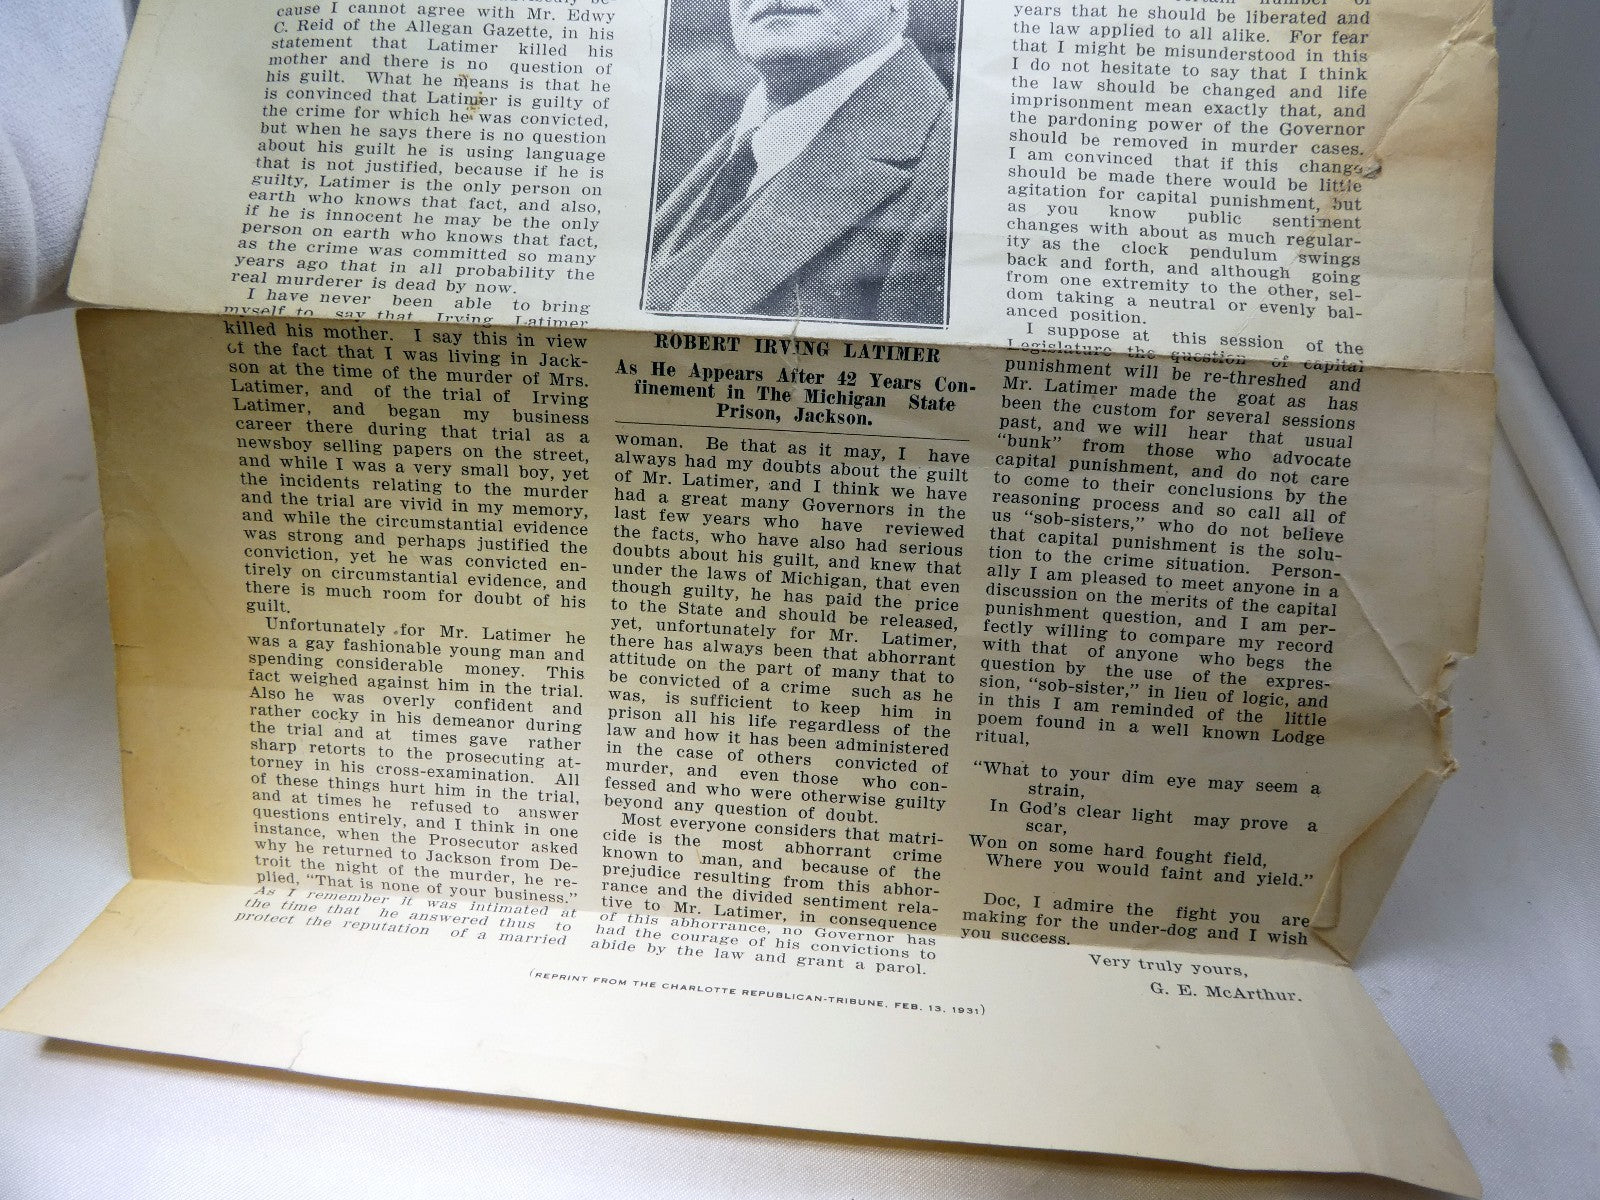 cause I cannot agree with Mr. Edwy
C. Reid of the Allegan Gazette, in his
statement that Latimer killed his
mother and there is no question of
his guilt. What he means is that he
is convinced that Latimer is guilty of
the crime for which he was convicted,
but when he says there is no question
about his guilt he is using language
that is not justified, because if he is
guilty, Latimer is the only person on
earth who knows that fact, and also,
if he is innocent he may be the only
person on earth who knows that fact,
as the crime was committed so many
years ago that in all probability the
real murderer is dead by now.
I have never been able to bring
myself to say that Irving Latimer
killed his mother. I say this in view
of the fact that I was living in Jack-
son at the time of the murder of Mrs.
Latimer, and of the trial of Irving
Latimer, and began my business
career there during that trial as a
newsboy selling papers on the street,
and while I was a very small boy, yet
the incidents relating to the murder
and the trial are vivid in my memory,
and while the circumstantial evidence
was strong and perhaps justified the
conviction, yet he was convicted en-
tirely on circumstantial evidence, and
there is much room for doubt of his
guilt.
Unfortunately for Mr. Latimer he
was a gay fashionable young man and
spending considerable money. This
fact weighed against him in the trial.
Also he was overly confident and
rather cocky in his demeanor during
the trial and at times gave rather
sharp retorts to the prosecuting at-
torney in his cross-examination. All
of these things hurt him in the trial,
and at times he refused to answer
questions entirely, and I think in one
instance, when the Prosecutor asked
why he returned to Jackson from De-
troit the night of the murder, he re-
plied, "That is none of your business."
As I remember it was intimated at
the time that he answered thus to
protect the reputation of a married
ROBERT IRVING LATIMER
As He Appears After 42 Years Con-
finement in The Michigan State
Prison, Jackson.
woman. Be that as it may, I have
always had my doubts about the guilt
of Mr. Latimer, and I think we have
had a great many Governors in the
last few years who have reviewed
the facts, who have also had serious
doubts about his guilt, and knew that
under the laws of Michigan, that even
though guilty, he has paid the price
to the State and should be released,
yet, unfortunately for Mr. Latimer,
there has always been that abhorrant
attitude on the part of many that to
be convicted of a crime such as he
was, is sufficient to keep him in
prison all his life regardless of the
law and how it has been administered
in the case of others convicted of
murder, and even those who con-
fessed and who were otherwise guilty
beyond any question of doubt.
Most everyone considers that matri-
cide is the most abhorrant crime
known to man, and because of the
prejudice resulting from this abhor-
rance and the divided sentiment rela-
tive to Mr. Latimer, in consequence
of this abhorrance, no Governor has
had the courage of his convictions to
abide by the law and grant a parol.
years that he should be liberated and
the law applied to all alike. For fear
that I might be misunderstood in this
I do not hesitate to say that I think
the law should be changed and life
imprisonment mean exactly that, and
the pardoning power of the Governor
should be removed in murder cases.
I am convinced that if this change
should be made there would be little
agitation for capital punishment, but
as you know public sentiment
changes with about as much regular-
ity as the clock pendulum swings
back and forth, and although going
from one extremity to the other, sel-
dom taking a neutral or evenly bal-
anced position.
I suppose at this session of the
Legislature the question of capital
punishment will be re-threshed and
Mr. Latimer made the goat as has
been the custom for several sessions
past, and we will hear that usual
"bunk" from those who advocate
capital punishment, and do not care
to come to their conclusions by the
reasoning process and so call all of
us "sob-sisters," who do not believe
that capital punishment is the solu-
tion to the crime situation. Person-
ally I am pleased to meet anyone in a
discussion on the merits of the capital
punishment question, and I am per-
fectly willing to compare my record
with that of anyone who begs the
question by the use of the expres-
sion, "sob-sister," in lieu of logic, and
in this I am reminded of the little
poem found in a well known Lodge
ritual,
"What to your dim eye may seem a
strain,
In God's clear light may prove a
scar,
Won on some hard fought field,
Where you would faint and yield."
Doc, I admire the fight you are
making for the under-dog and I wish
you success.
Very truly yours,
G. E. McArthur.
(REPRINT FROM THE CHARLOTTE REPUBLICAN-TRIBUNE, FEB. 13, 1931)